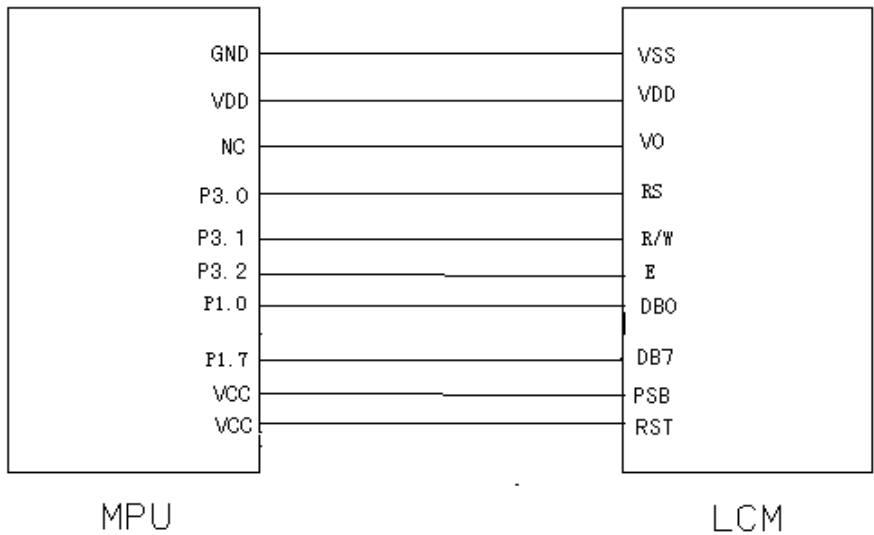 GND VSS
VDD VDD
NC VO
P3.0 RS
P3.1 R/W
P3.2 E
P1.0 DB0
P1.7 DB7
VCC PSB
VCC RST
MPU LCM